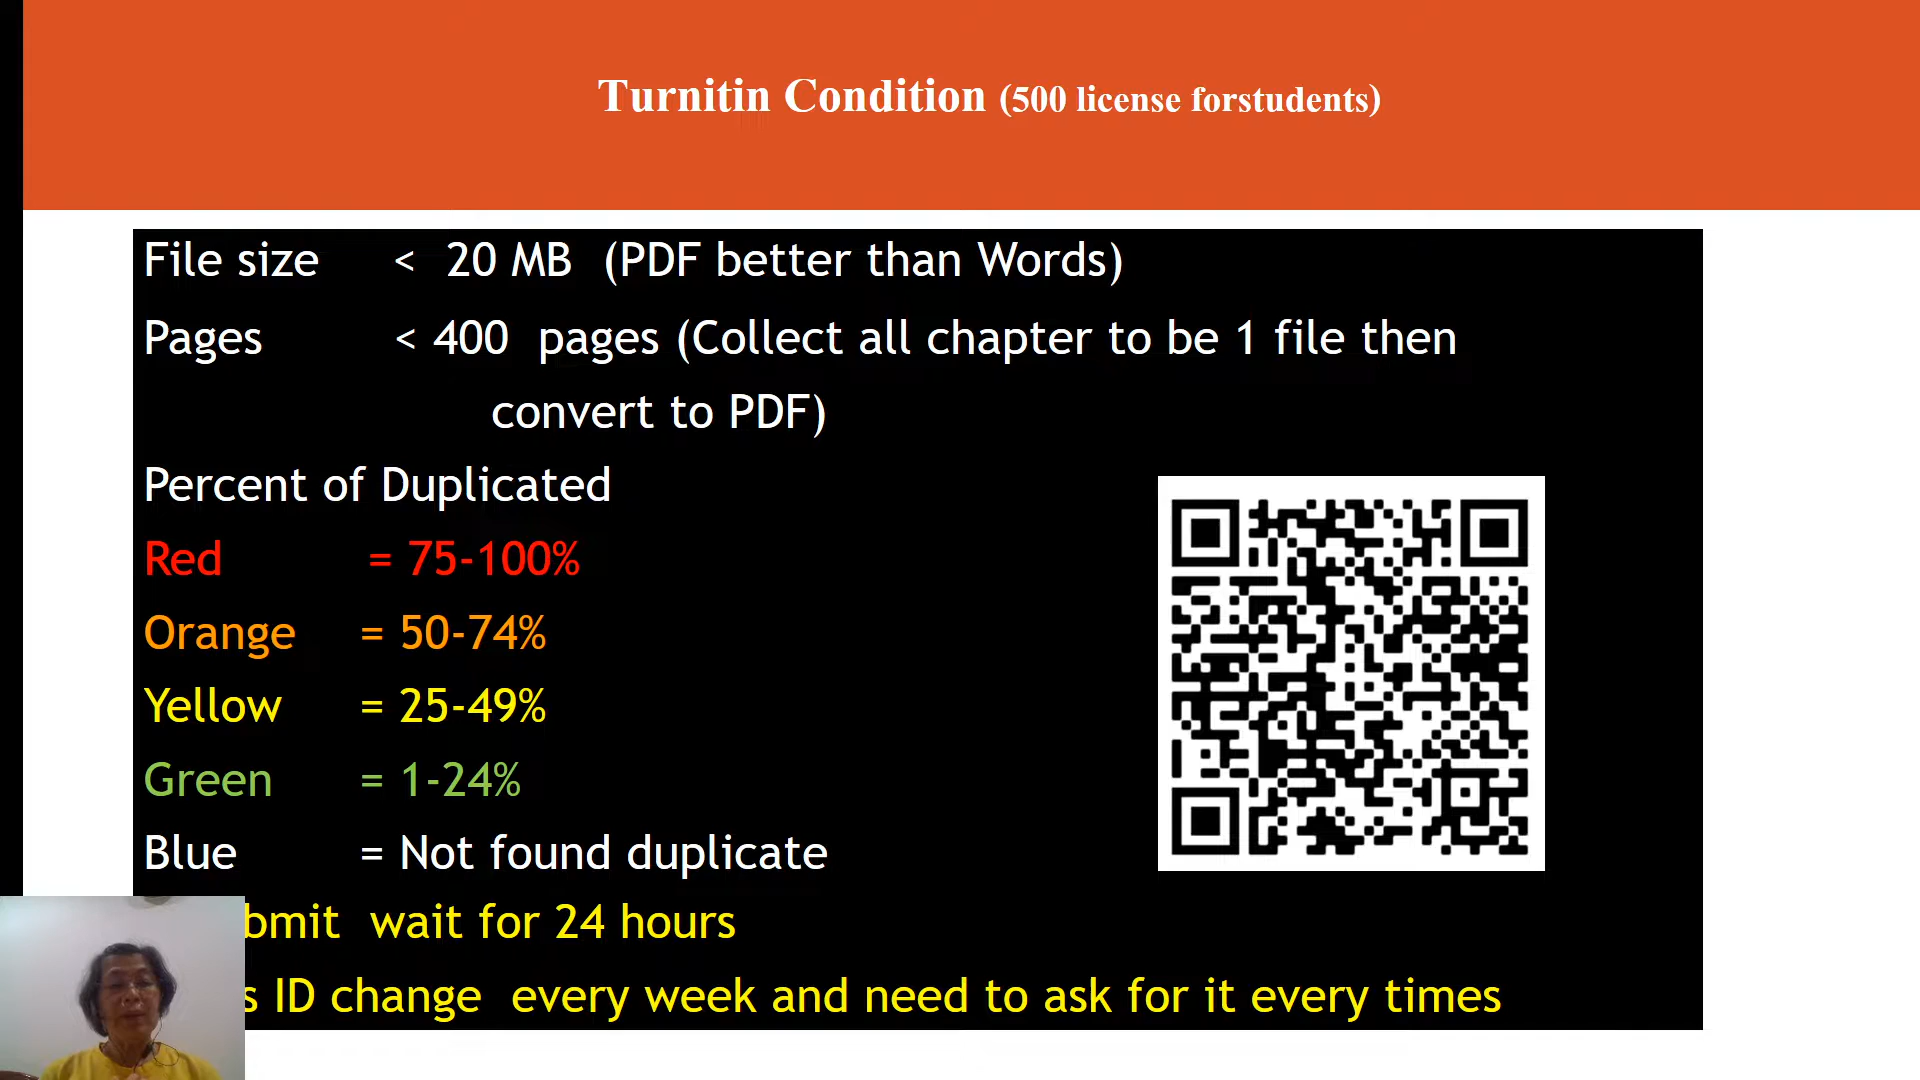 Turnitin Condition (500 license forstudents)
File size < 20 MB (PDF better than Words)
Pages < 400 pages (Collect all chapter to be 1 file then
convert to PDF)
Percent of Duplicated
Red = 75-100%
Orange = 50-74%
Yellow = 25-49%
Green = 1-24%
Blue = Not found duplicate
wait for 24 hours
ID change every week and need to ask for it every times